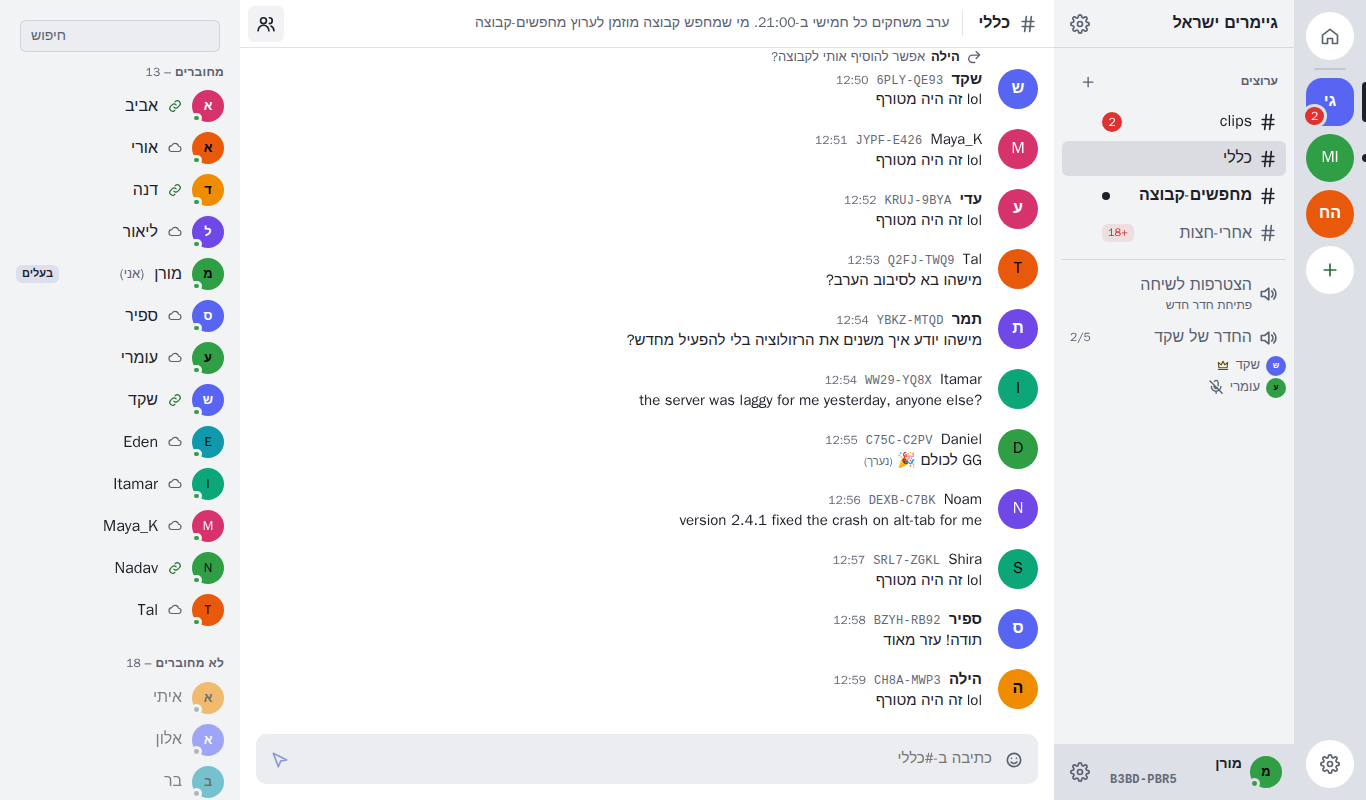 גי
2
MI
הח
גיימרים ישראל
ערוצים
clips
2
כללי
מחפשים-קבוצה
אחרי-חצות
18+
הצטרפות לשיחה
פתיחת חדר חדש
החדר של שקד
2/5
ש שקד
ע עומרי
מ
מורן
B3BD-PBR5
כללי
ערב משחקים כל חמישי ב-21:00. מי שמחפש קבוצה מוזמן לערוץ מחפשים-קבוצה
הילה אפשר להוסיף אותי לקבוצה?
ש
שקד 6PLY-QE93 12:50
lol זה היה מטורף
M
Maya_K JYPF-E426 12:51
lol זה היה מטורף
ע
עדי KRUJ-9BYA 12:52
lol זה היה מטורף
T
Tal Q2FJ-TWQ9 12:53
מישהו בא לסיבוב הערב?
ת
תמר YBKZ-MTQD 12:54
מישהו יודע איך משנים את הרזולוציה בלי להפעיל מחדש?
I
Itamar WW29-YQ8X 12:54
the server was laggy for me yesterday, anyone else?
D
Daniel C75C-C2PV 12:55
GG לכולם 🎉 (נערך)
N
Noam DEXB-C7BK 12:56
version 2.4.1 fixed the crash on alt-tab for me
S
Shira SRL7-ZGKL 12:57
lol זה היה מטורף
ס
ספיר BZYH-RB92 12:58
תודה! עזר מאוד
ה
הילה CH8A-MWP3 12:59
lol זה היה מטורף
כתיבה ב-#כללי
חיפוש
מחוברים – 13
א אביב
א אורי
ד דנה
ל ליאור
מ מורן (אני) בעלים
ס ספיר
ע עומרי
ש שקד
E Eden
I Itamar
M Maya_K
N Nadav
T Tal
לא מחוברים – 18
א איתי
א אלון
ב בר